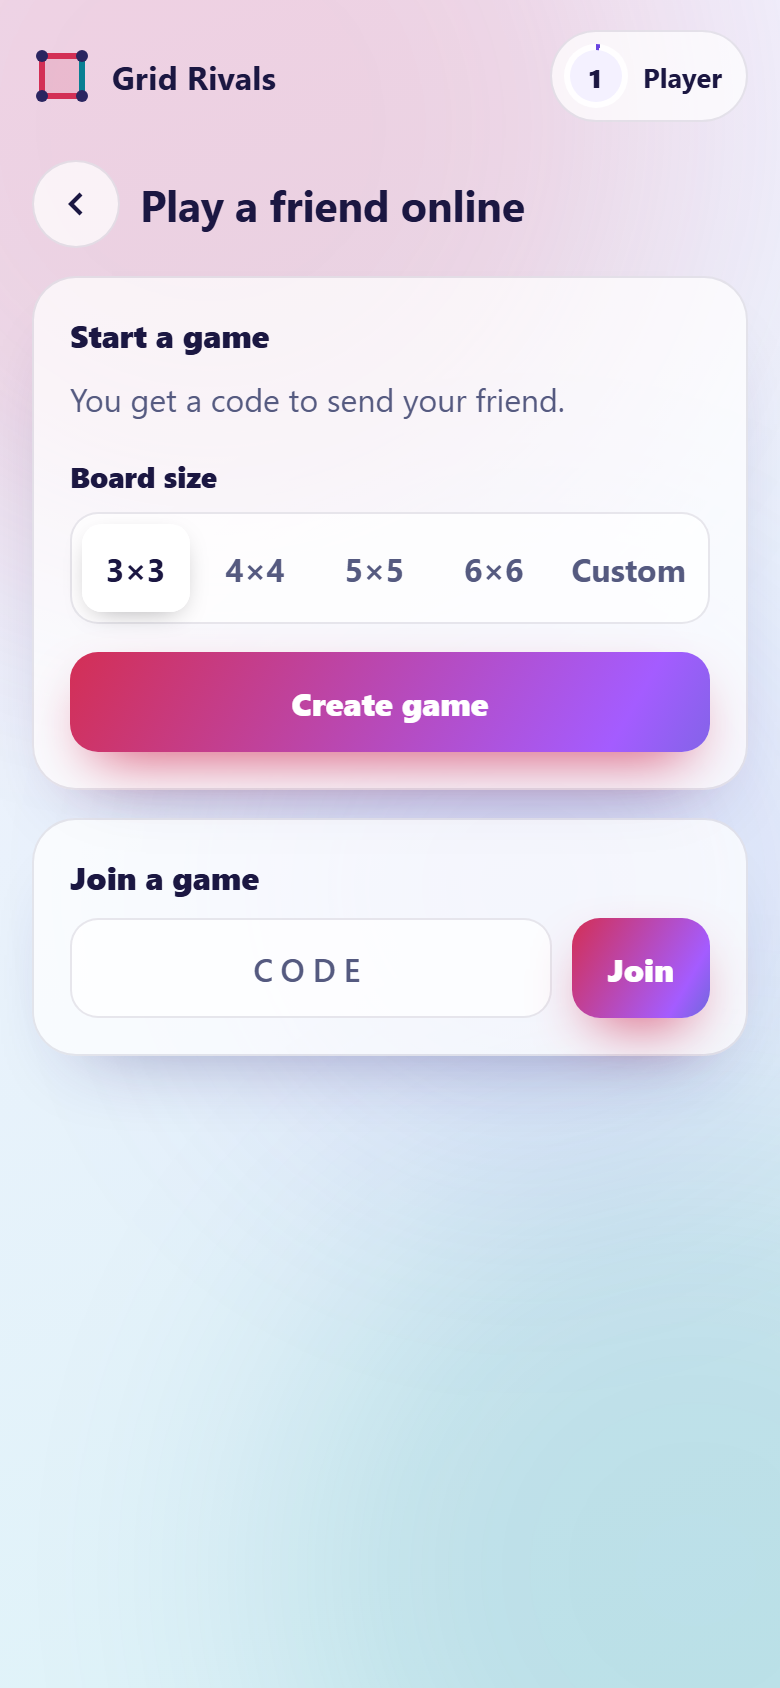 Grid Rivals
1 Player
Play a friend online
Start a game
You get a code to send your friend.
Board size
3×3 4×4 5×5 6×6 Custom
Create game
Join a game
CODE Join